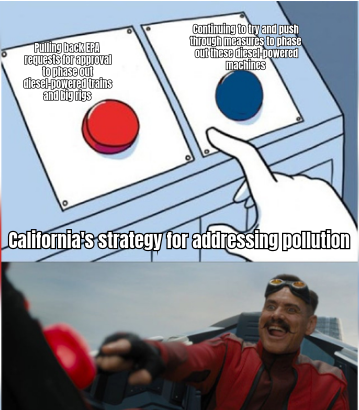 Pulling back EPA
requests for approval
to phase out
diesel-powered trains
and big rigs
Continuing to try and push
through measures to phase
out these diesel-powered
machines
California's strategy for addressing pollution